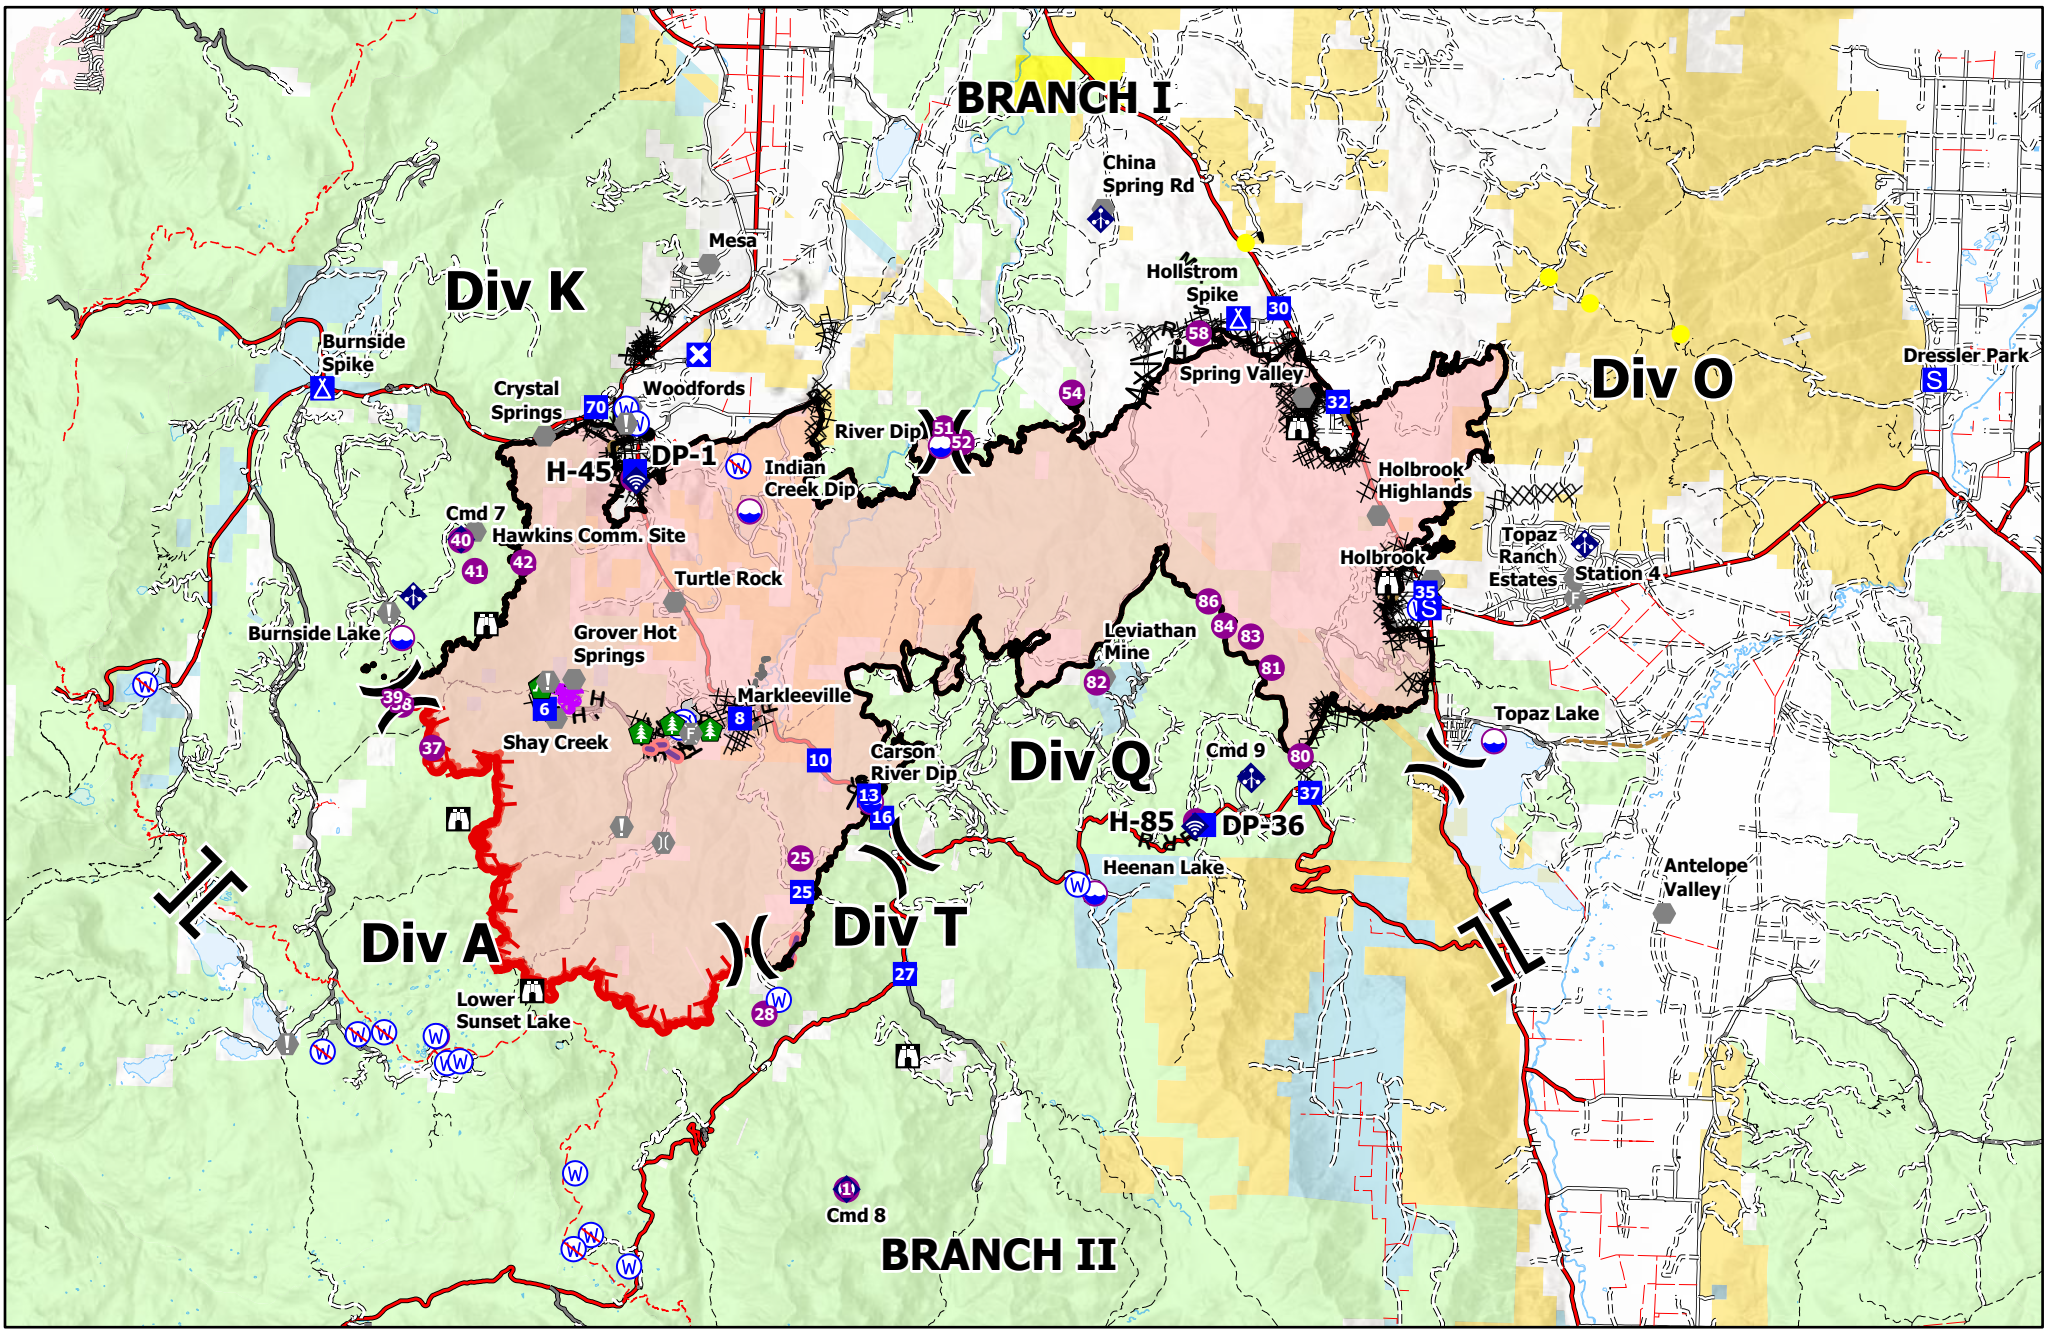 BRANCH I
China
Spring Rd
Mesa
Div K
Hollstrom
Spike
30
58
Burnside
Spike
Dressler Park
S
Div O
Spring Valley
Crystal
Springs
Woodfords
70
W
W
54
32
River Dip
51
52
H-45
DP-1
W
Indian
Creek Dip
Holbrook
Highlands
Cmd 7
40
Hawkins Comm. Site
41
42
Topaz
Ranch
Estates
Station 4
F
Holbrook
35
S
Turtle Rock
86
84
83
81
Burnside Lake
Grover Hot
Springs
Leviathan
Mine
82
W
39
38
37
6
H
H
Markleeville
8
F
Shay Creek
Topaz Lake
10
Carson
River Dip
13
16
Div Q
Cmd 9
80
37
H-85
DP-36
25
25
Heenan Lake
W
Antelope
Valley
Div A
Div T
27
Lower
Sunset Lake
W
28
W
W
W
W
W
W
W
Cmd 8
W
W
W
BRANCH II